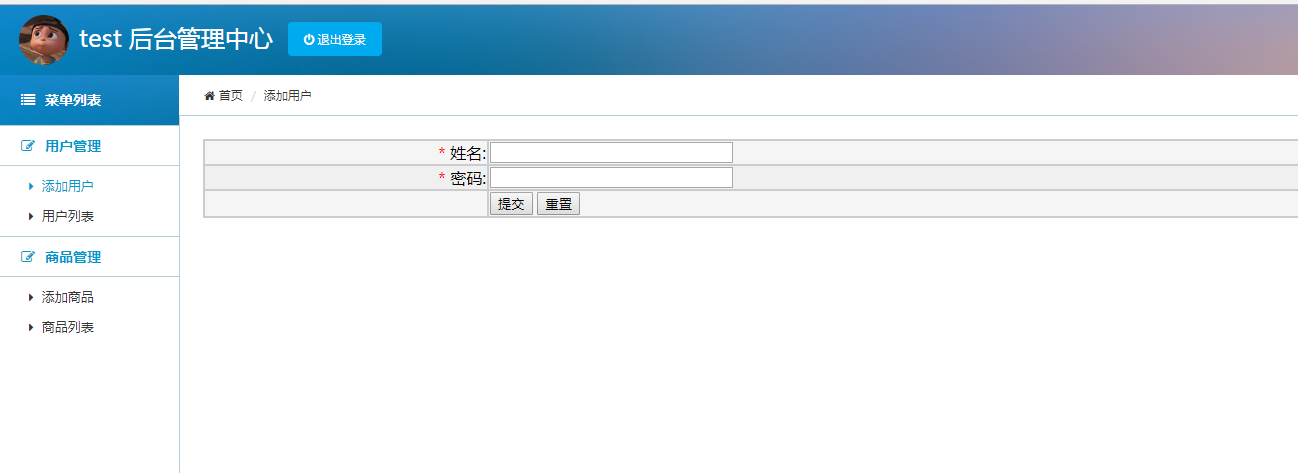 test 后台管理中心 退出登录
菜单列表
首页 / 添加用户
用户管理
添加用户
用户列表
商品管理
添加商品
商品列表
* 姓名:
* 密码:
提交 重置